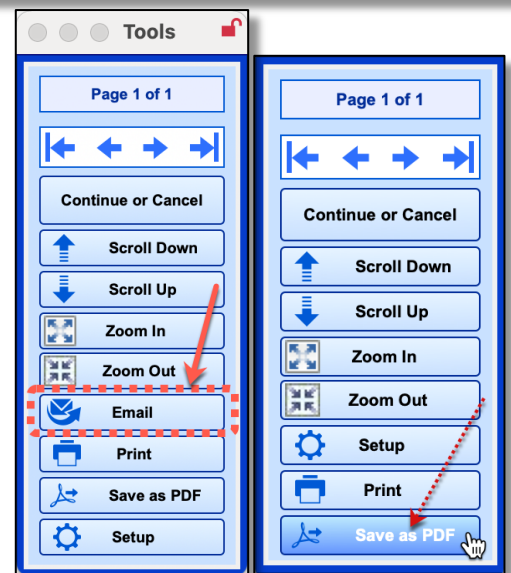 Tools
Page 1 of 1
Continue or Cancel
Scroll Down
Scroll Up
Zoom In
Zoom Out
Email
Print
Save as PDF
Setup
Page 1 of 1
Continue or Cancel
Scroll Down
Scroll Up
Zoom In
Zoom Out
Setup
Print
Save as PDF